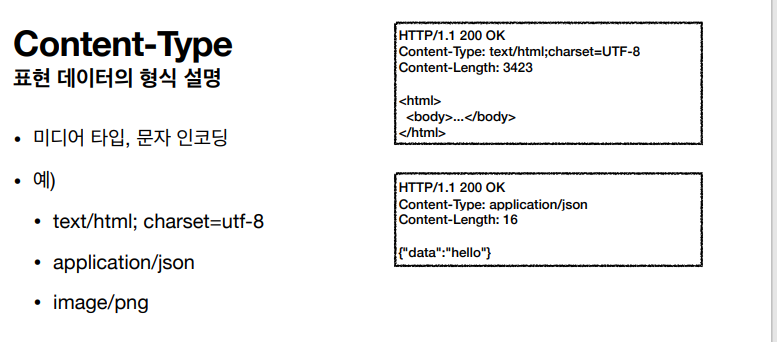 Content-Type
표현 데이터의 형식 설명
• 미디어 타입, 문자 인코딩
• 예)
• text/html; charset=utf-8
• application/json
• image/png
HTTP/1.1 200 OK
Content-Type: text/html;charset=UTF-8
Content-Length: 3423

<html>
  <body>...</body>
</html>
HTTP/1.1 200 OK
Content-Type: application/json
Content-Length: 16

{"data":"hello"}